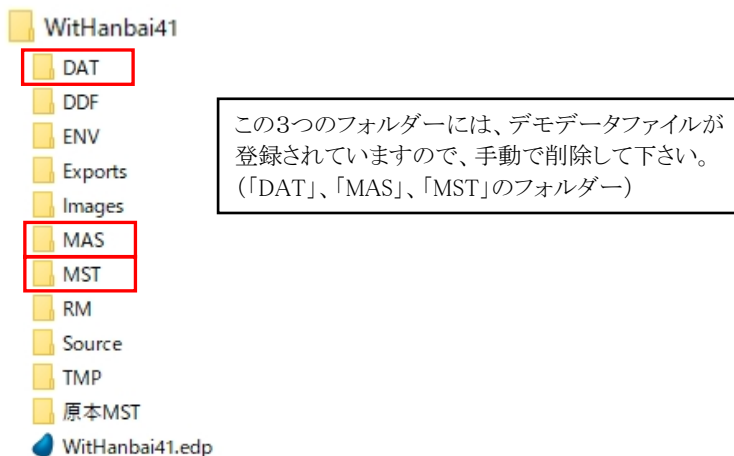 WitHanbai41
DAT
DDF
ENV
Exports
Images
MAS
MST
RM
Source
TMP
原本MST
WitHanbai41.edp
この3つのフォルダーには、デモデータファイルが
登録されていますので、手動で削除して下さい。
(「DAT」、「MAS」、「MST」のフォルダー)